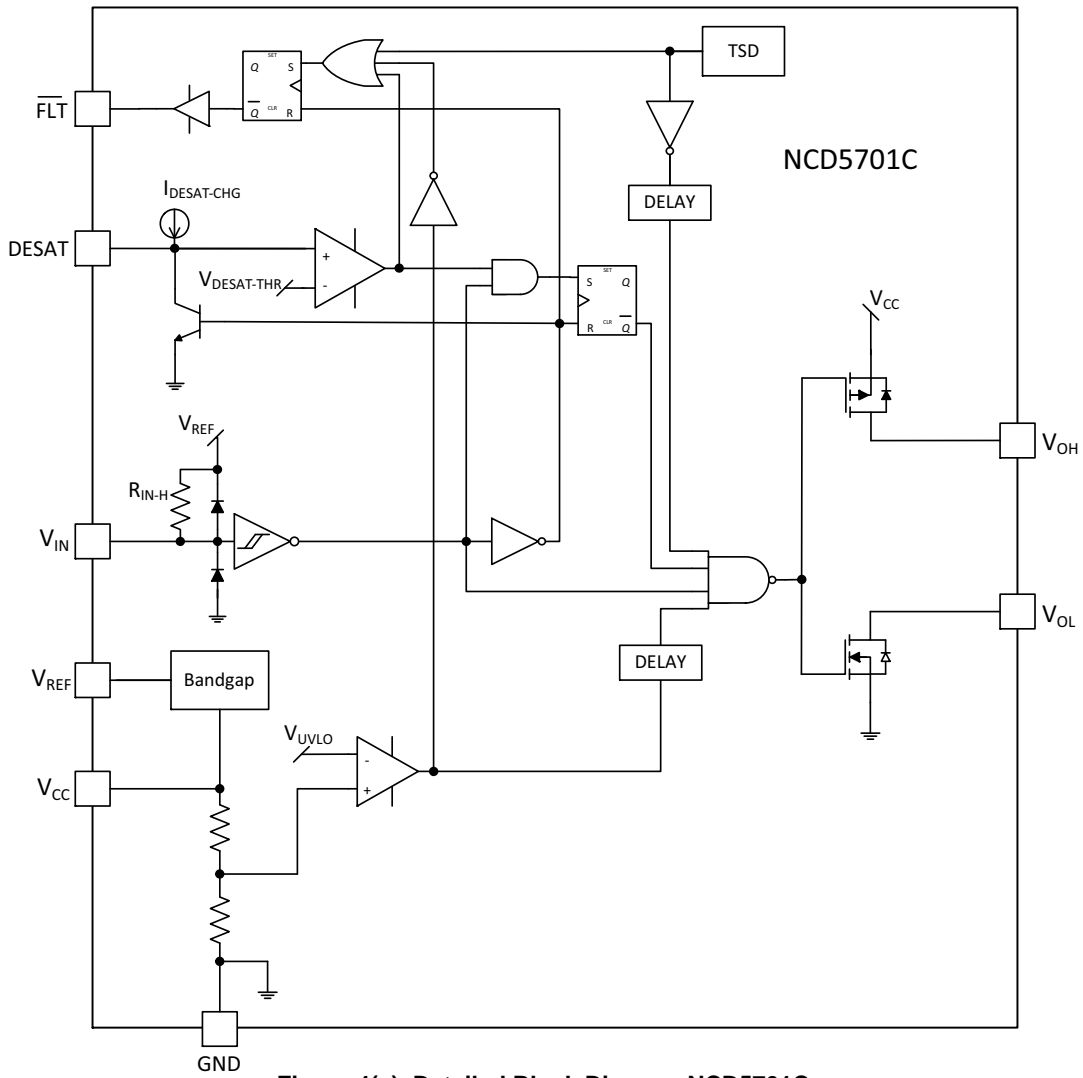 TSD
Q
SET
S
Q
CLR
R
FLT
NCD5701C
DELAY
IDESAT-CHG
DESAT
VDESAT-THR
+
-
S
SET
Q
R
CLR
Q
VCC
VREF
RIN-H
VIN
VOH
VOL
VREF
Bandgap
DELAY
VUVLO
-
+
VCC
GND